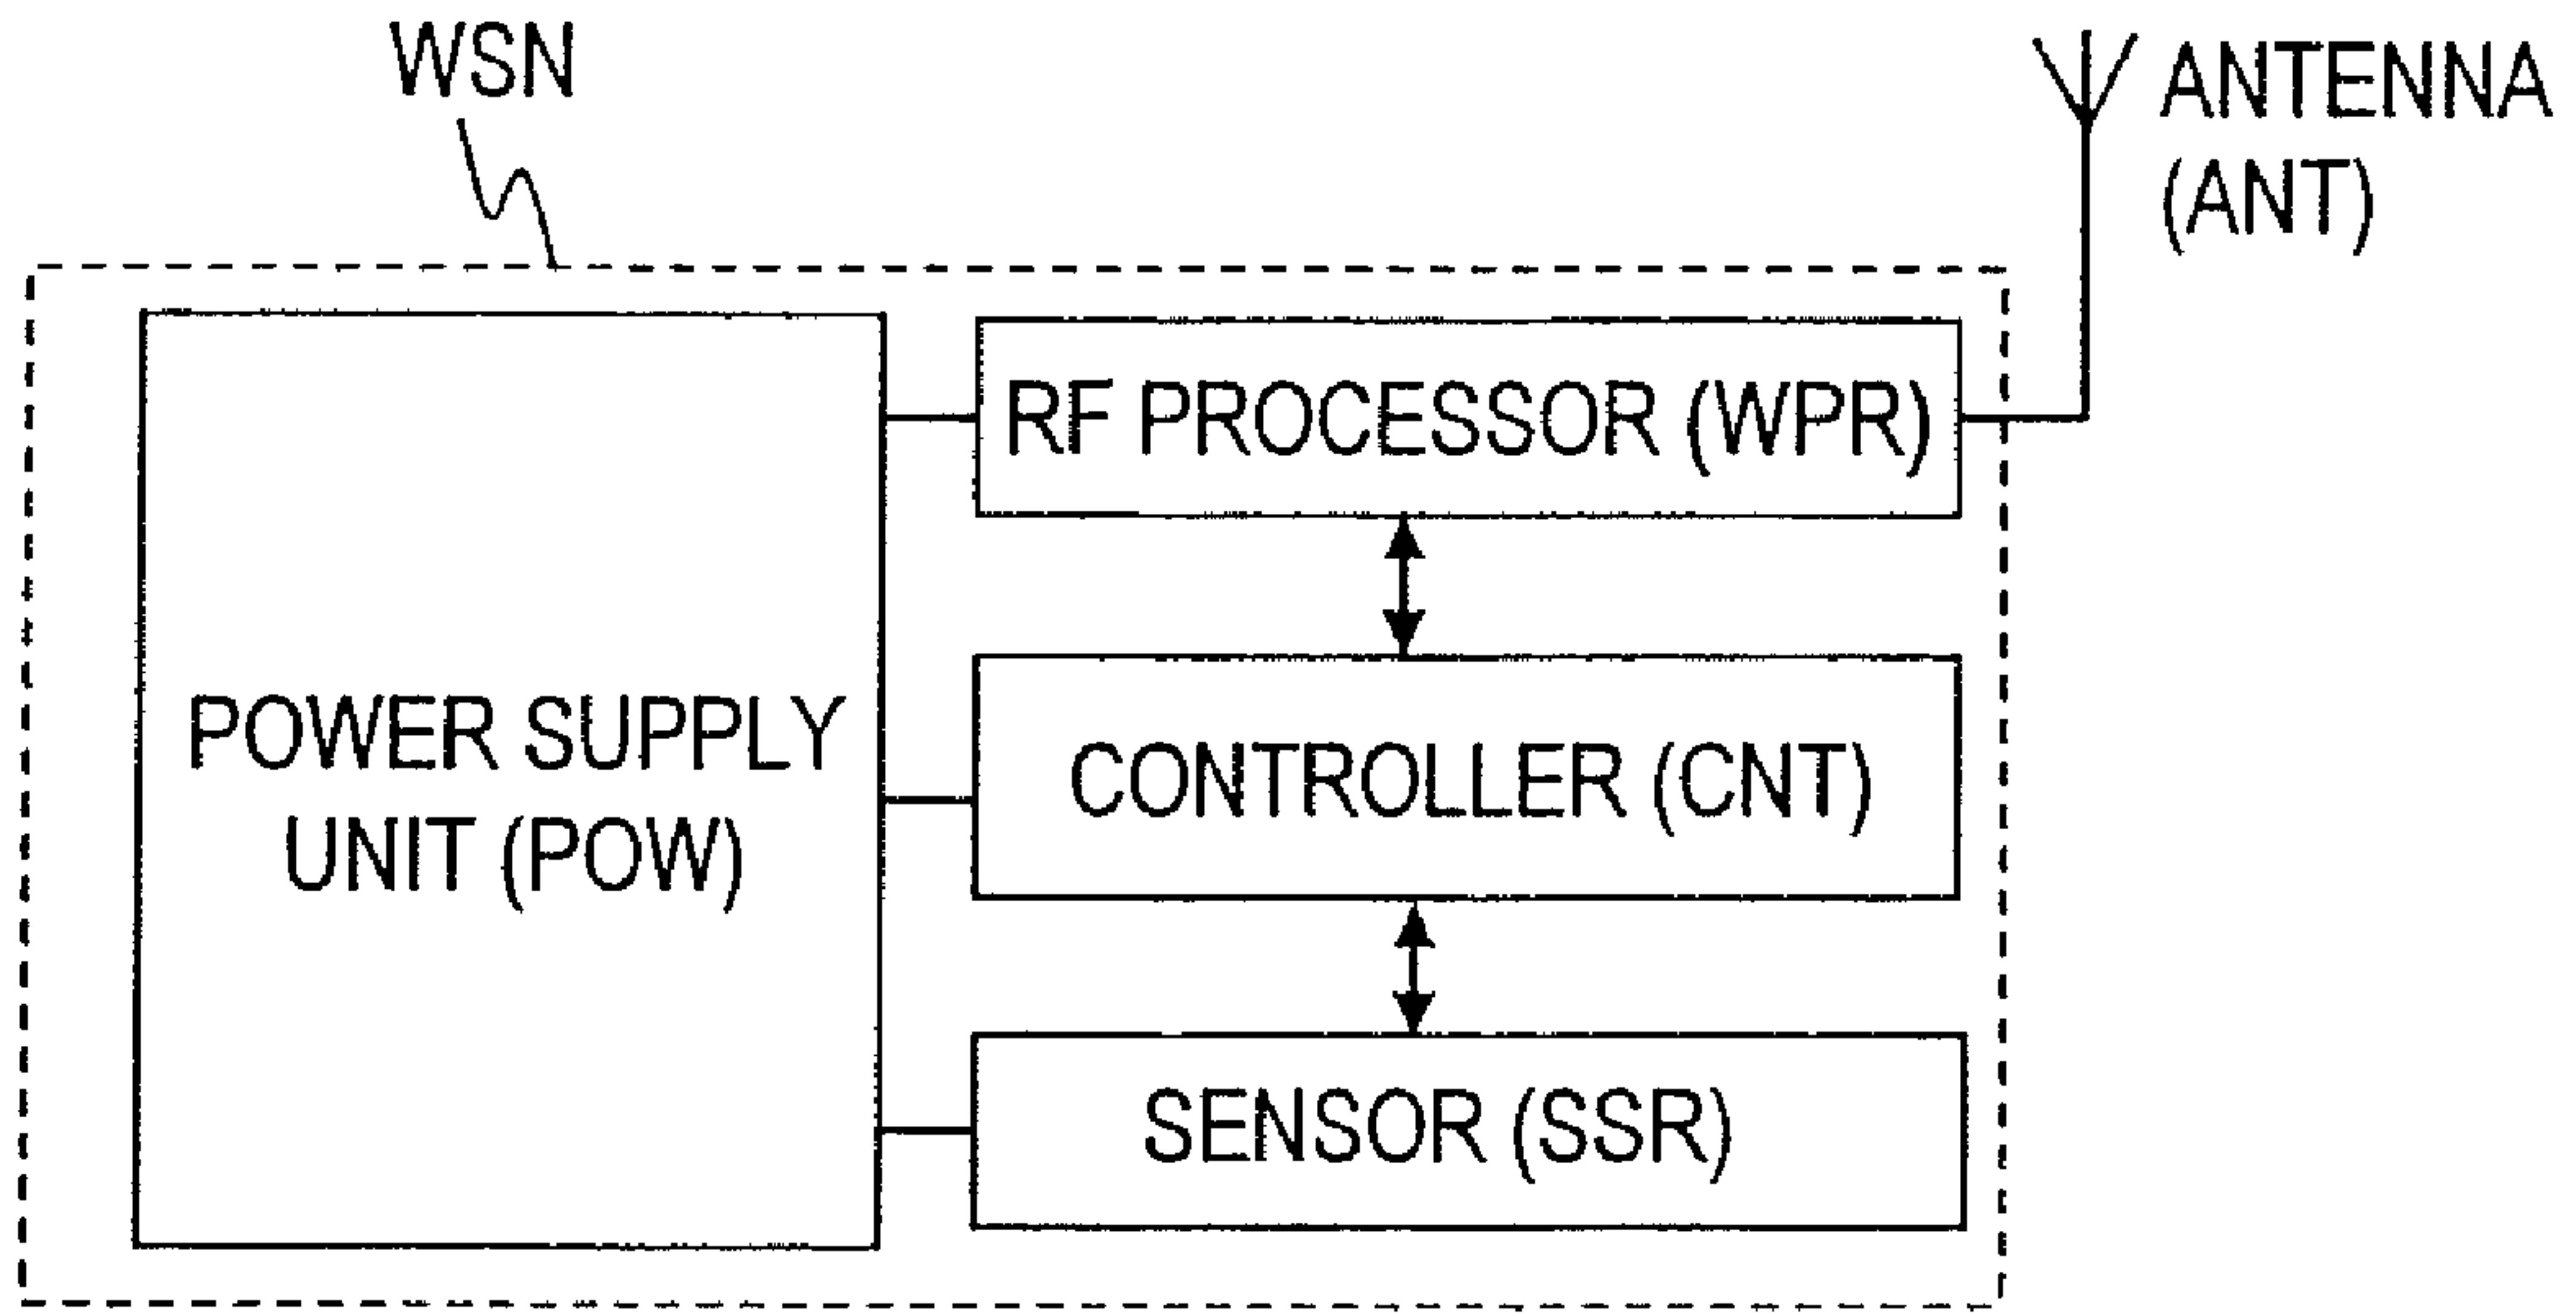 WSN
ANTENNA
(ANT)
RF PROCESSOR (WPR)
POWER SUPPLY
UNIT (POW)
CONTROLLER (CNT)
SENSOR (SSR)